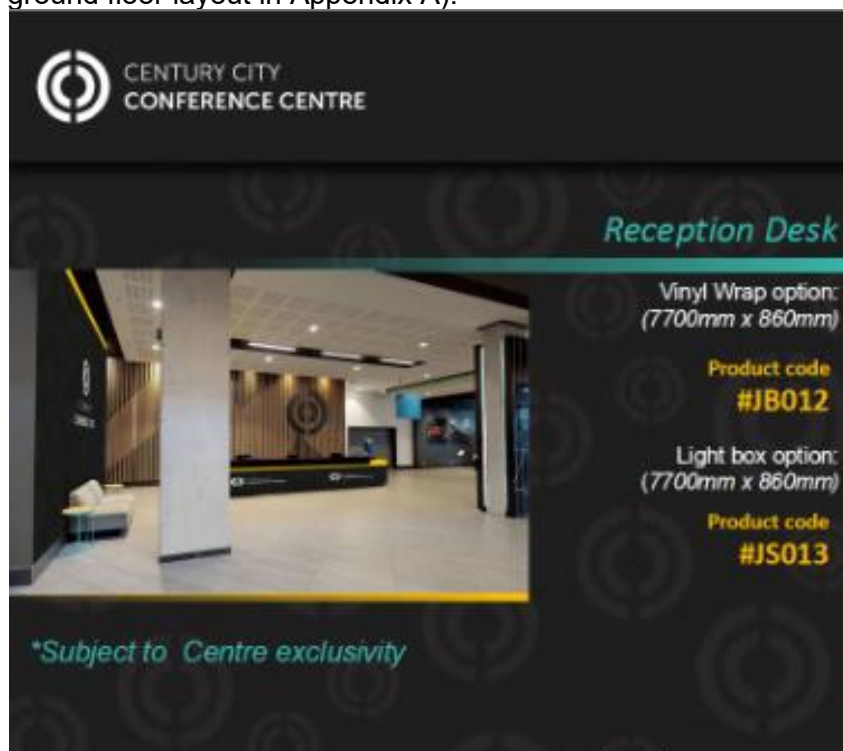 ground floor layout in Appendix A).
CENTURY CITY
CONFERENCE CENTRE
Reception Desk
Vinyl Wrap option:
(7700mm x 860mm)
Product code
#JB012
Light box option:
(7700mm x 860mm)
Product code
#JS013
*Subject to Centre exclusivity